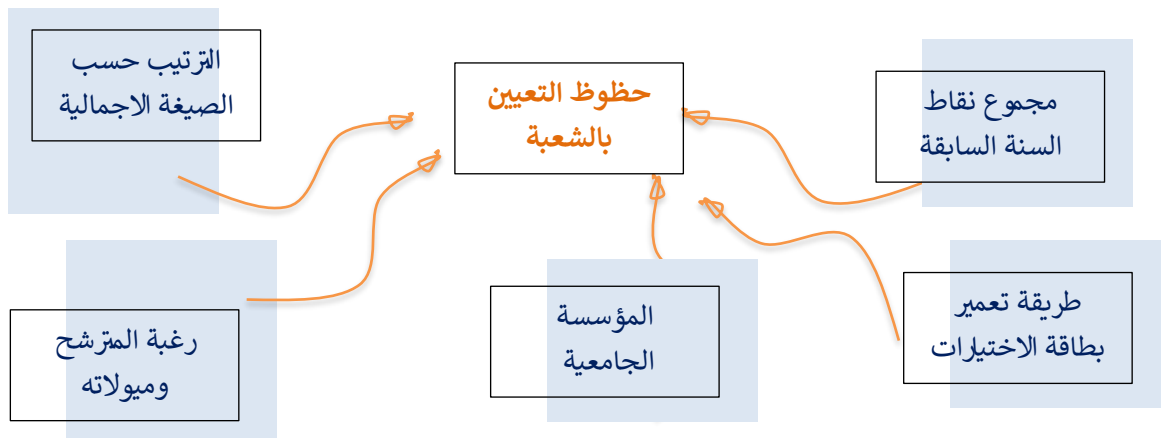 حظوظ التعيين
بالشعبة
مجموع نقاط
السنة السابقة
الترتيب حسب
الصيغة الاجمالية
طريقة تعمير
بطاقة الاختيارات
المؤسسة
الجامعية
رغبة المترشح
وميولاته